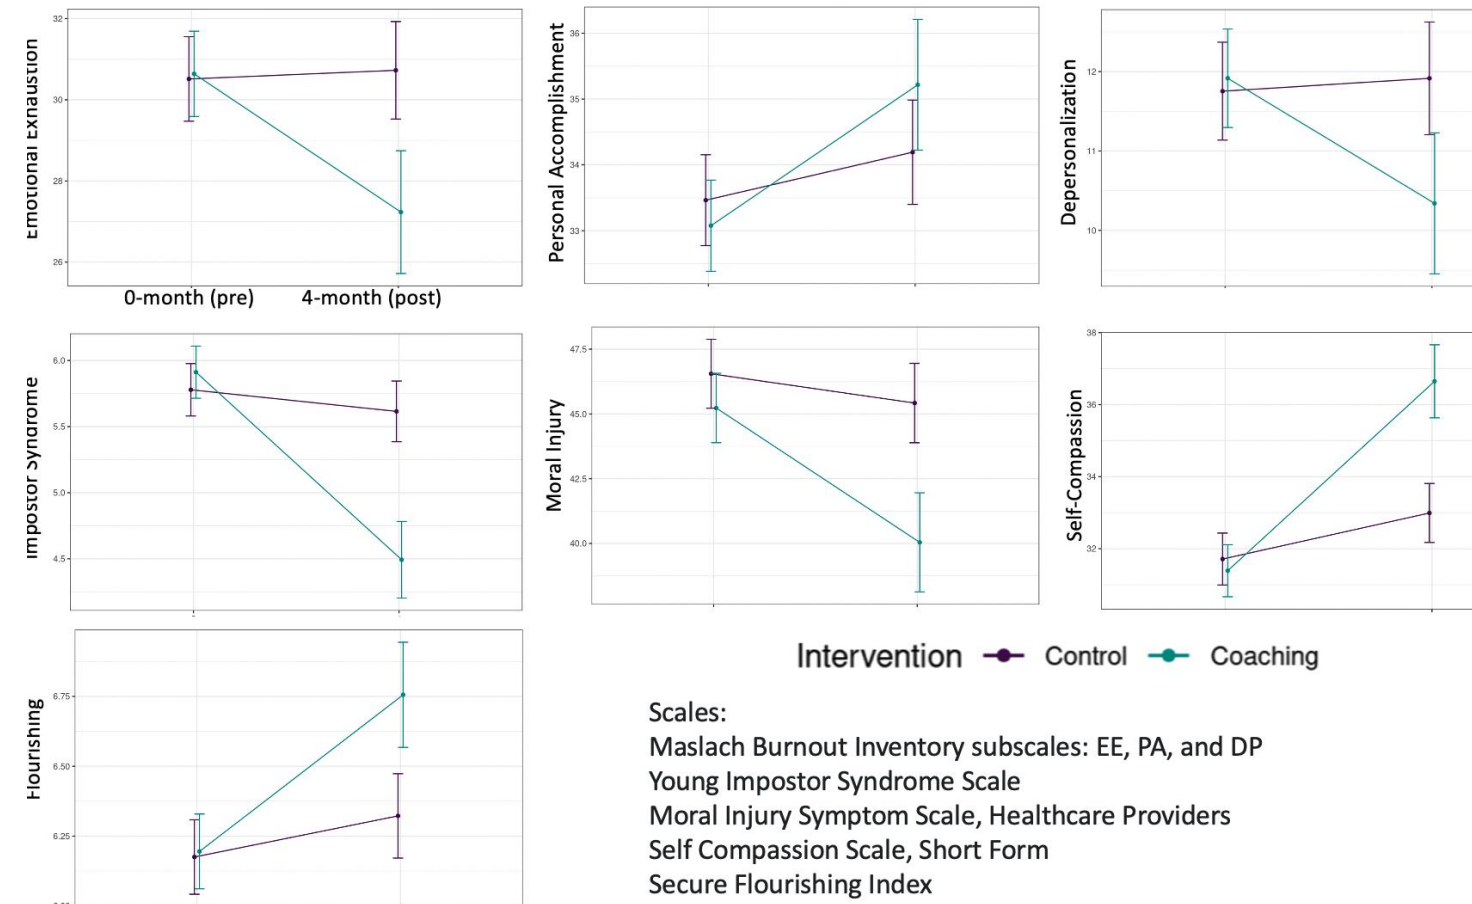 Emotional Exhaustion
32
30
28
26
0-month (pre) 4-month (post)
Personal Accomplishment
36
35
34
33
Depersonalization
12
11
10
Impostor Syndrome
6.0
5.5
5.0
4.5
Moral Injury
47.5
45.0
42.5
40.0
Self-Compassion
38
36
34
32
Flourishing
6.75
6.50
6.25
Intervention Control Coaching
Scales:
Maslach Burnout Inventory subscales: EE, PA, and DP
Young Impostor Syndrome Scale
Moral Injury Symptom Scale, Healthcare Providers
Self Compassion Scale, Short Form
Secure Flourishing Index